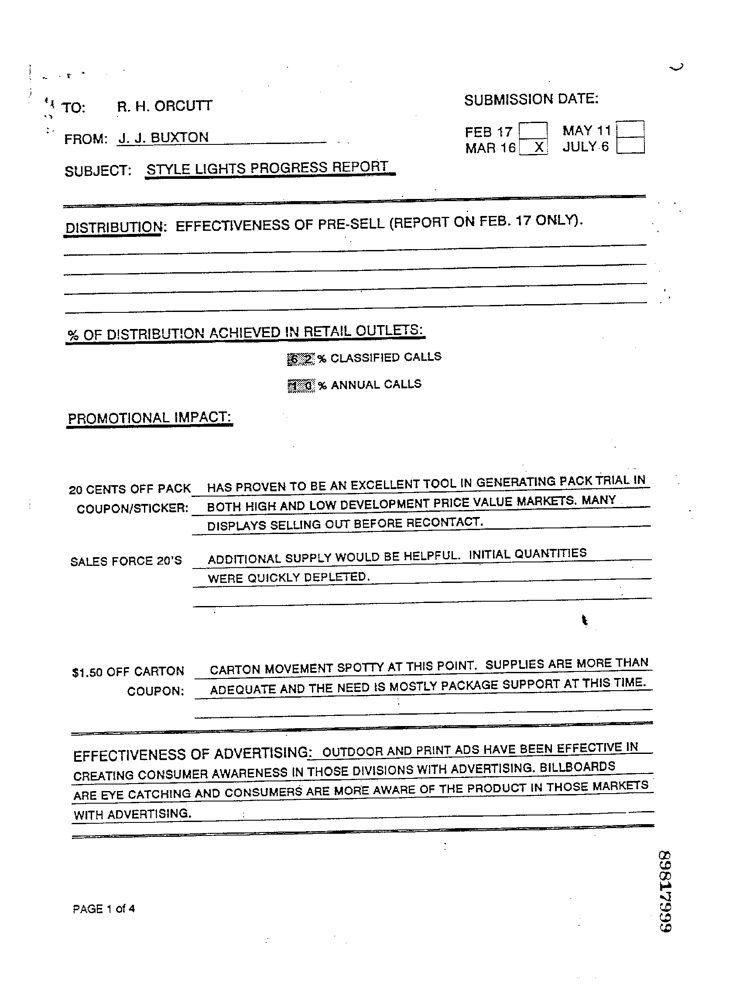 TO: R. H. ORCUTT
SUBMISSION DATE:
FROM: J. J. BUXTON
FEB 17 MAY 11
MAR 16 X JULY 6
SUBJECT: STYLE LIGHTS PROGRESS REPORT
DISTRIBUTION: EFFECTIVENESS OF PRE-SELL (REPORT ON FEB. 17 ONLY).
% OF DISTRIBUTION ACHIEVED IN RETAIL OUTLETS:
62 % CLASSIFIED CALLS
10 % ANNUAL CALLS
PROMOTIONAL IMPACT:
20 CENTS OFF PACK HAS PROVEN TO BE AN EXCELLENT TOOL IN GENERATING PACK TRIAL IN
COUPON/STICKER: BOTH HIGH AND LOW DEVELOPMENT PRICE VALUE MARKETS. MANY
DISPLAYS SELLING OUT BEFORE RECONTACT.
SALES FORCE 20'S ADDITIONAL SUPPLY WOULD BE HELPFUL. INITIAL QUANTITIES
WERE QUICKLY DEPLETED.
$1.50 OFF CARTON CARTON MOVEMENT SPOTTY AT THIS POINT. SUPPLIES ARE MORE THAN
COUPON: ADEQUATE AND THE NEED IS MOSTLY PACKAGE SUPPORT AT THIS TIME.
EFFECTIVENESS OF ADVERTISING: OUTDOOR AND PRINT ADS HAVE BEEN EFFECTIVE IN
CREATING CONSUMER AWARENESS IN THOSE DIVISIONS WITH ADVERTISING. BILLBOARDS
ARE EYE CATCHING AND CONSUMERS ARE MORE AWARE OF THE PRODUCT IN THOSE MARKETS
WITH ADVERTISING.
PAGE 1 of 4
89817999